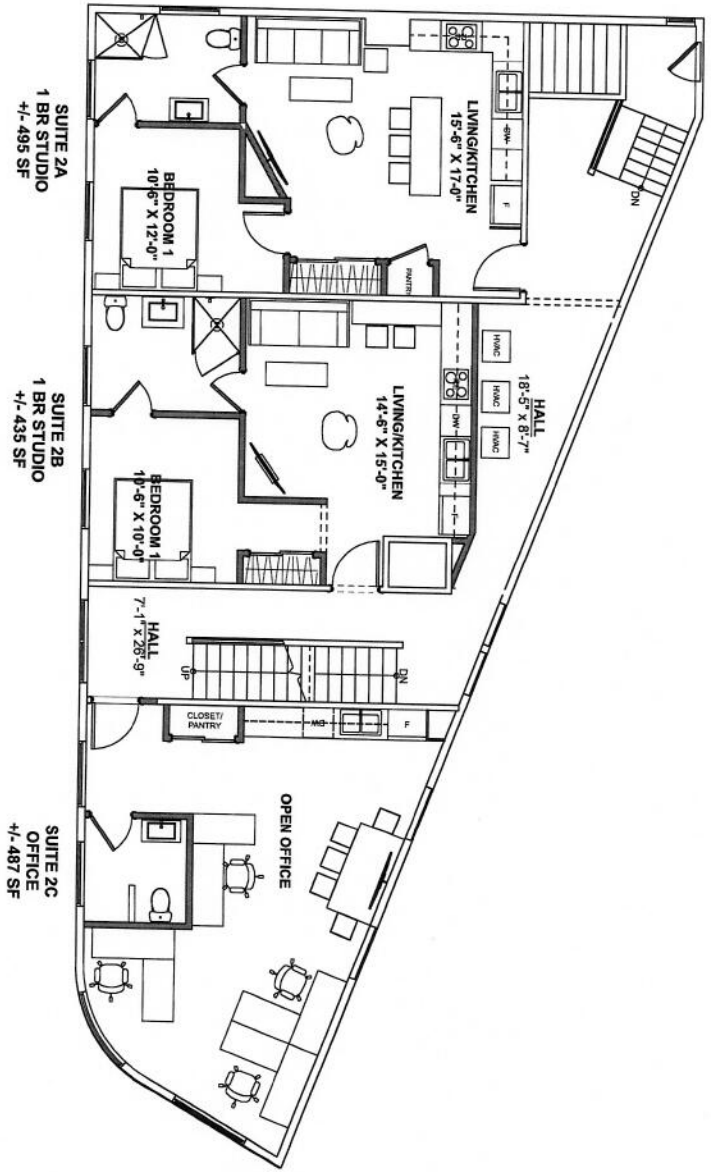 LIVING/KITCHEN
15'-6" X 17'-0"
DW
F
DN
PANTRY
BEDROOM 1
10'-6" X 12'-0"
SUITE 2A
1 BR STUDIO
+/- 495 SF
HVAC
HVAC
HVAC
HALL
18'-5" x 8'-7"
LIVING/KITCHEN
14'-6" X 15'-0"
DW
F
BEDROOM 1
10'-6" X 10'-0"
SUITE 2B
1 BR STUDIO
+/- 435 SF
HALL
7'-1" x 26'-9"
UP
DN
CLOSET/
PANTRY
DW
F
OPEN OFFICE
SUITE 2C
OFFICE
+/- 487 SF